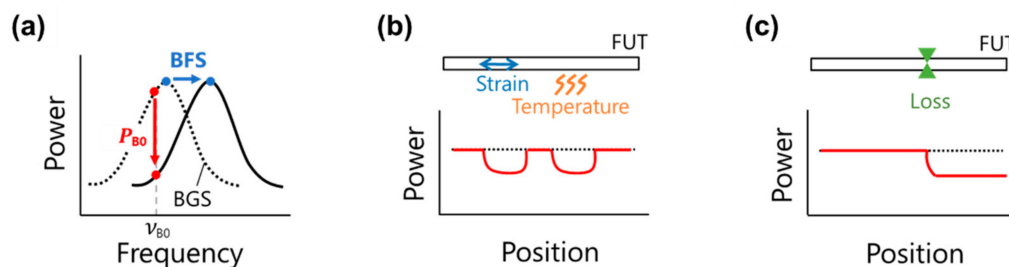 (a)
BFS
Power
P_B0
BGS
ν_B0
Frequency
(b)
FUT
Strain
Temperature
Power
Position
(c)
FUT
Loss
Power
Position